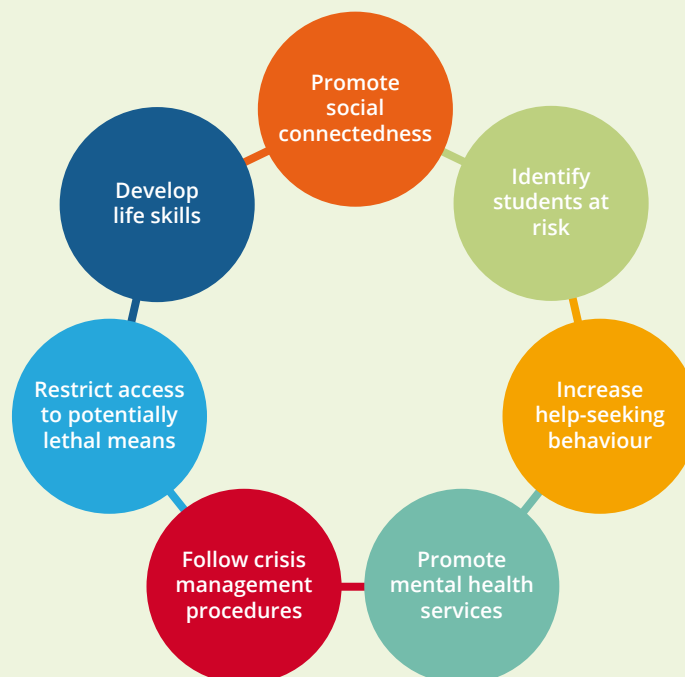 Promote
social
connectedness
Identify
students at
risk
Increase
help-seeking
behaviour
Promote
mental health
services
Follow crisis
management
procedures
Restrict access
to potentially
lethal means
Develop
life skills